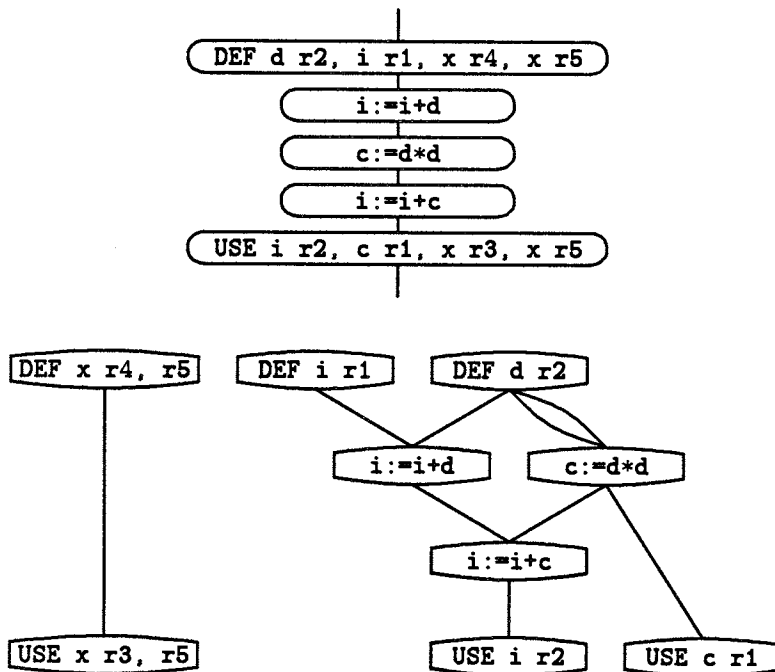 DEF d r2, i r1, x r4, x r5
i:=i+d
c:=d*d
i:=i+c
USE i r2, c r1, x r3, x r5
DEF x r4, r5
DEF i r1
DEF d r2
i:=i+d
c:=d*d
i:=i+c
USE x r3, r5
USE i r2
USE c r1